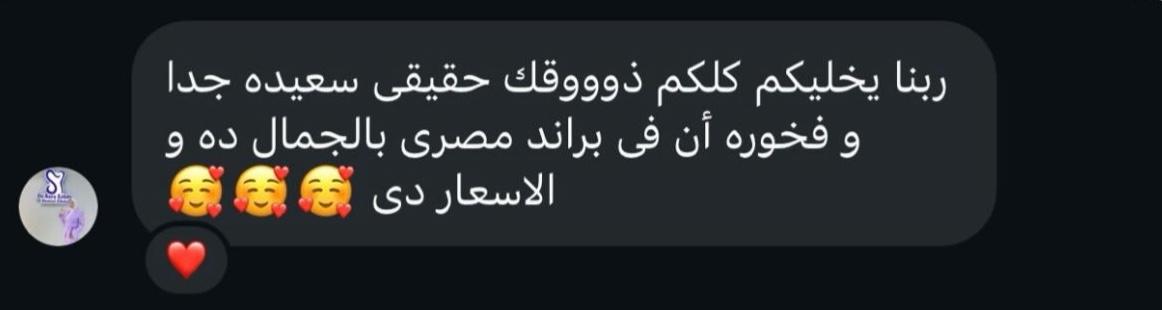 ربنا يخليكم كلكم ذوووقك حقيقى سعيده جدا
و فخوره أن فى براند مصرى بالجمال ده و
الاسعار دى 🥰🥰🥰
❤️